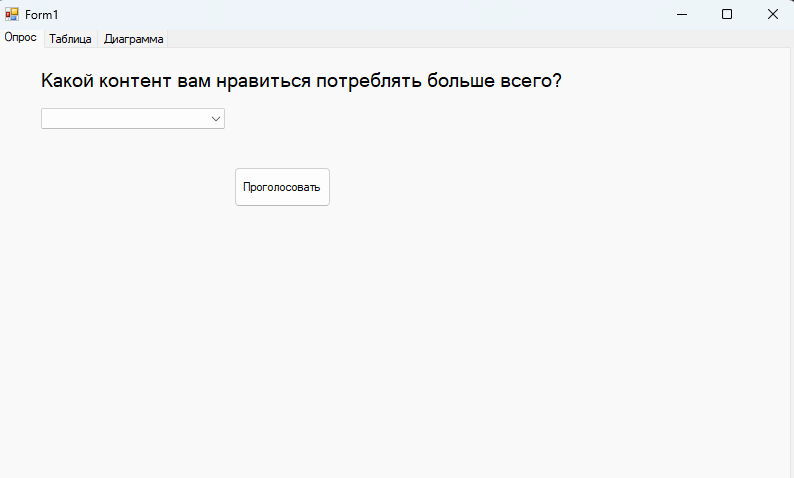 Form1
Опрос Таблица Диаграмма
Какой контент вам нравиться потреблять больше всего?
Проголосовать